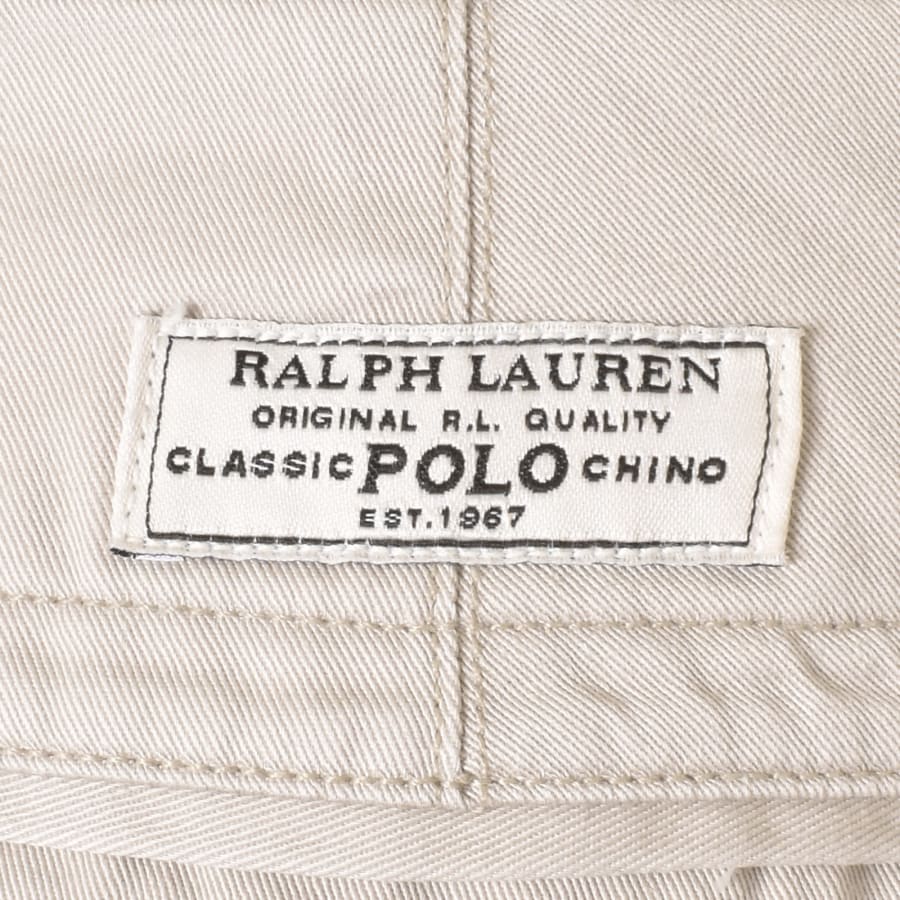 RALPH LAUREN
ORIGINAL R.L. QUALITY
CLASSIC POLO CHINO
EST. 1967